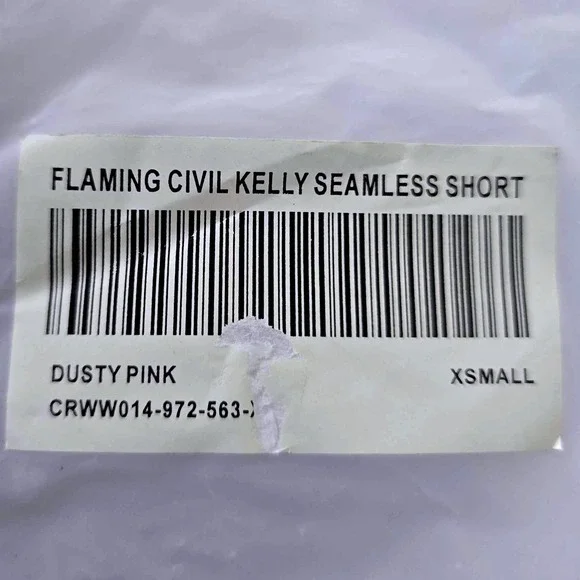 FLAMING CIVIL KELLY SEAMLESS SHORT
DUSTY PINK
XSMALL
CRWW014-972-563-